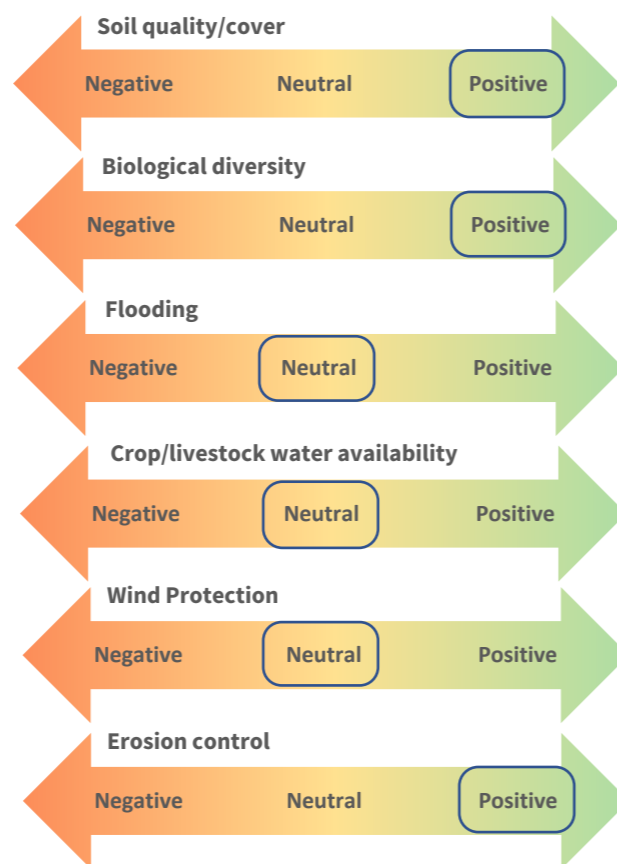 Soil quality/cover
Negative Neutral Positive
Biological diversity
Negative Neutral Positive
Flooding
Negative Neutral Positive
Crop/livestock water availability
Negative Neutral Positive
Wind Protection
Negative Neutral Positive
Erosion control
Negative Neutral Positive